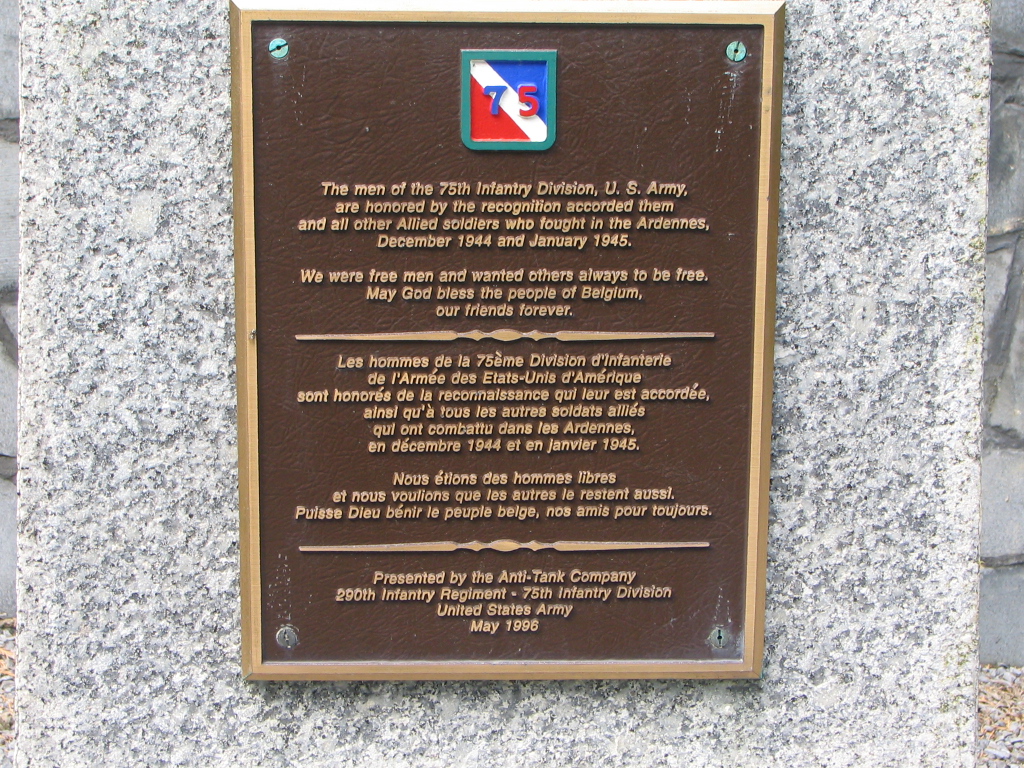 75
The men of the 75th Infantry Division, U. S. Army,
are honored by the recognition accorded them
and all other Allied soldiers who fought in the Ardennes,
December 1944 and January 1945.
We were free men and wanted others always to be free.
May God bless the people of Belgium,
our friends forever.
Les hommes de la 75ème Division d'Infanterie
de l'Armée des Etats-Unis d'Amérique
sont honorés de la reconnaissance qui leur est accordée,
ainsi qu'à tous les autres soldats alliés
qui ont combattu dans les Ardennes,
en décembre 1944 et en janvier 1945.
Nous étions des hommes libres
et nous voulions que les autres le restent aussi.
Puisse Dieu bénir le peuple belge, nos amis pour toujours.
Presented by the Anti-Tank Company
290th Infantry Regiment - 75th Infantry Division
United States Army
May 1996